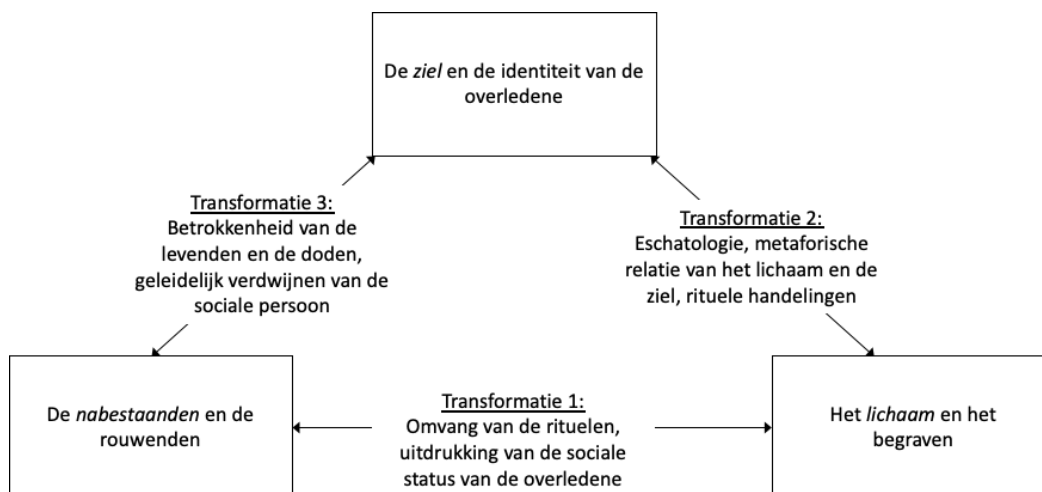 De ziel en de identiteit van de
overledene
Transformatie 3:
Betrokkenheid van de
levenden en de doden,
geleidelijk verdwijnen van de
sociale persoon
Transformatie 2:
Eschatologie, metaforische
relatie van het lichaam en de
ziel, rituele handelingen
De nabestaanden en de
rouwenden
Transformatie 1:
Omvang van de rituelen,
uitdrukking van de sociale
status van de overledene
Het lichaam en het
begraven